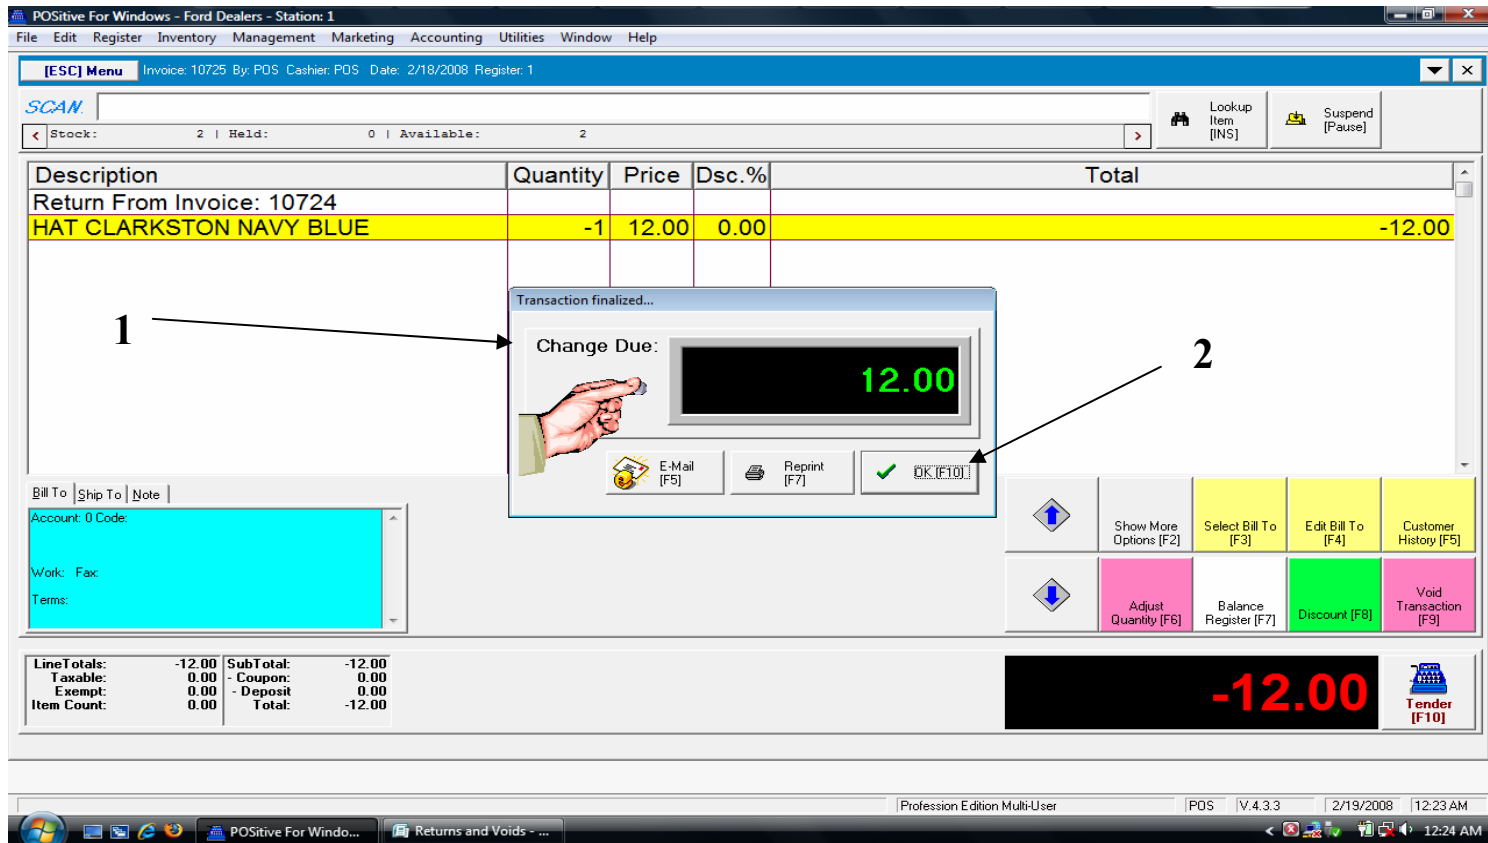 POSitive For Windows - Ford Dealers - Station: 1
File Edit Register Inventory Management Marketing Accounting Utilities Window Help
[ESC] Menu Invoice: 10725 By: POS Cashier: POS Date: 2/18/2008 Register: 1
SCAN.
Lookup Item [INS]
Suspend [Pause]
Stock: 2 | Held: 0 | Available: 2
Description Quantity Price Dsc.% Total
Return From Invoice: 10724
HAT CLARKSTON NAVY BLUE -1 12.00 0.00 -12.00
Transaction finalized...
1
Change Due:
12.00
2
E-Mail [F5]
Reprint [F7]
OK [F10]
Bill To Ship To Note
Account: 0 Code:
Work: Fax:
Terms:
Show More Options [F2]
Select Bill To [F3]
Edit Bill To [F4]
Customer History [F5]
Adjust Quantity [F6]
Balance Register [F7]
Discount [F8]
Void Transaction [F9]
LineTotals: -12.00 SubTotal: -12.00
Taxable: 0.00 - Coupon: 0.00
Exempt: 0.00 - Deposit 0.00
Item Count: 0.00 Total: -12.00
-12.00
Tender [F10]
Profession Edition Multi-User POS V.4.3.3 2/19/2008 12:23 AM
POSitive For Windo... Returns and Voids - ... 12:24 AM